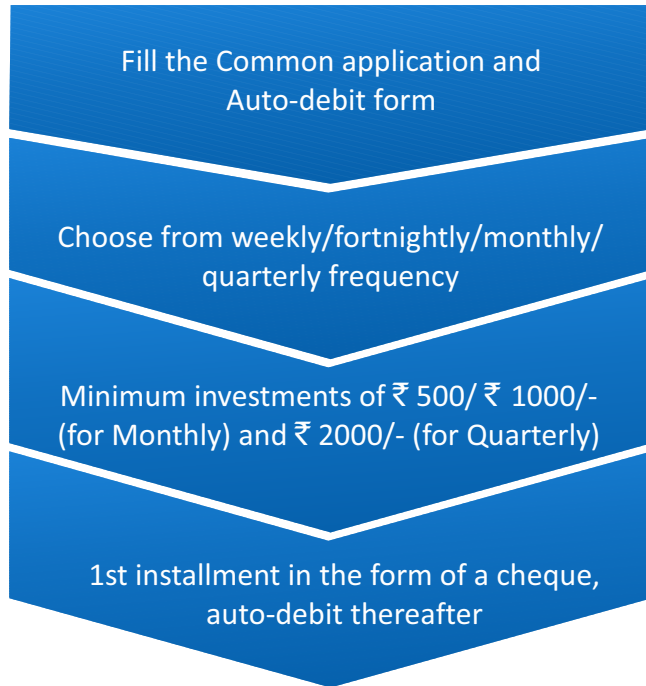 Fill the Common application and
Auto-debit form
Choose from weekly/fortnightly/monthly/
quarterly frequency
Minimum investments of ₹ 500/ ₹ 1000/-
(for Monthly) and ₹ 2000/- (for Quarterly)
1st installment in the form of a cheque,
auto-debit thereafter